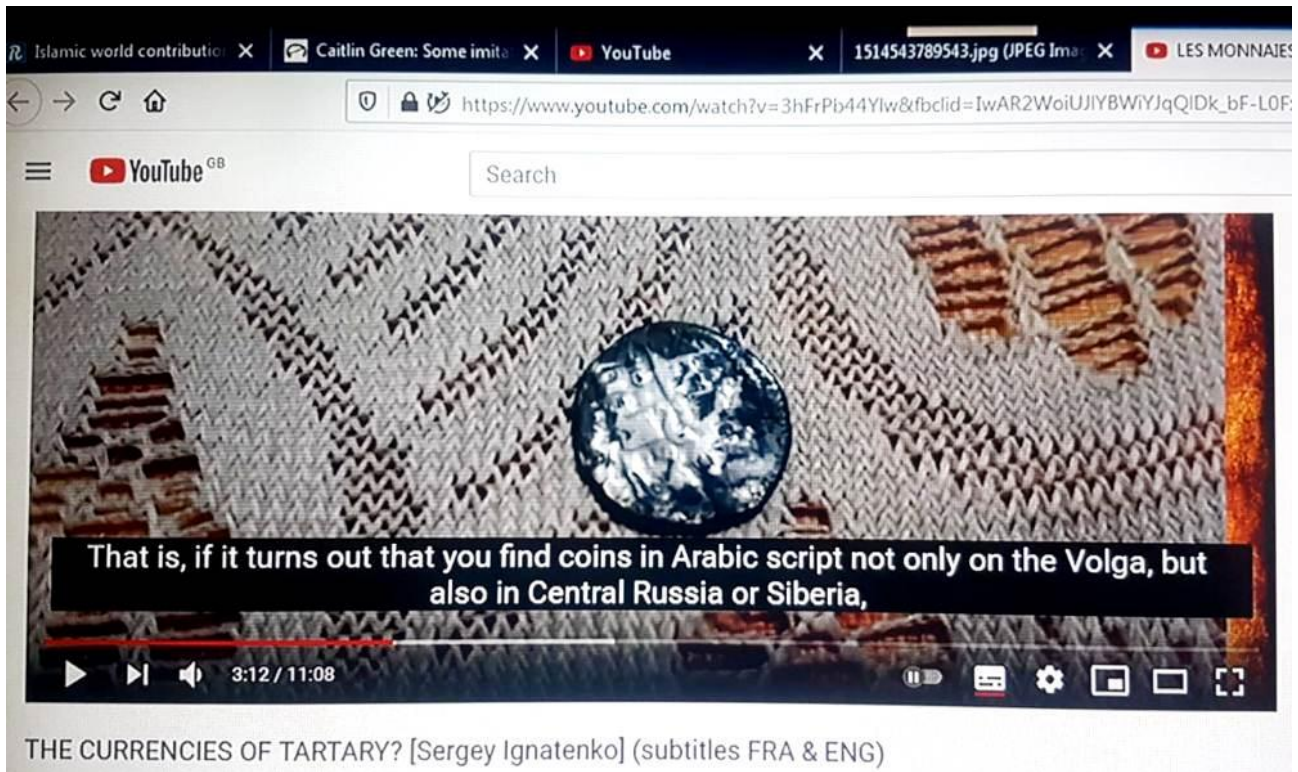 Islamic world contributio Caitlin Green: Some imita YouTube 1514543789543.jpg (JPEG Ima LES MONNAIES
https://www.youtube.com/watch?v=3hFrPb44Ylw&fbclid=IwAR2WoiUJlYBWiYJqQlDk_bF-L0F
YouTube GB Search
That is, if it turns out that you find coins in Arabic script not only on the Volga, but
also in Central Russia or Siberia,
3:12 / 11:08
THE CURRENCIES OF TARTARY? [Sergey Ignatenko] (subtitles FRA & ENG)